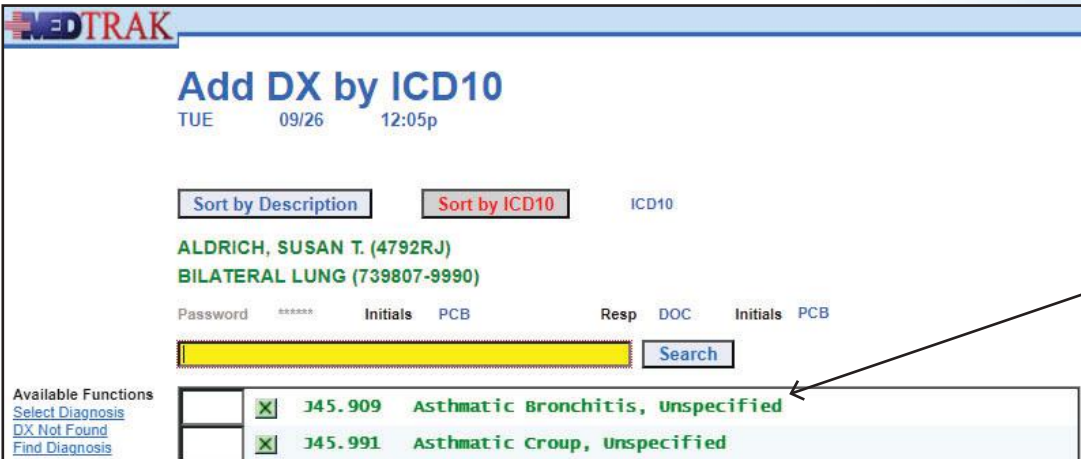 MEDTRAK
Add DX by ICD10
TUE 09/26 12:05p
Sort by Description Sort by ICD10 ICD10
ALDRICH, SUSAN T. (4792RJ)
BILATERAL LUNG (739807-9990)
Password ****** Initials PCB Resp DOC Initials PCB
Search
Available Functions
Select Diagnosis
DX Not Found
Find Diagnosis
J45.909 Asthmatic Bronchitis, Unspecified
J45.991 Asthmatic Croup, Unspecified